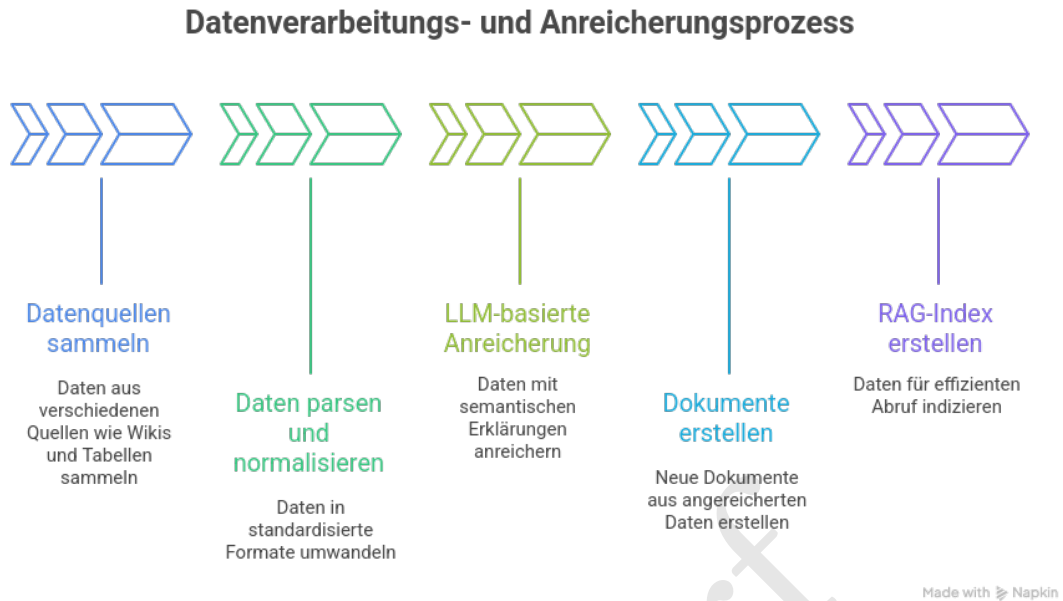 Datenverarbeitungs- und Anreicherungsprozess
Datenquellen
sammeln
Daten aus
verschiedenen
Quellen wie Wikis
und Tabellen
sammeln
Daten parsen
und
normalisieren
Daten in
standardisierte
Formate umwandeln
LLM-basierte
Anreicherung
Daten mit
semantischen
Erklärungen
anreichern
Dokumente
erstellen
Neue Dokumente
aus angereicherten
Daten erstellen
RAG-Index
erstellen
Daten für effizienten
Abruf indizieren
Made with Napkin